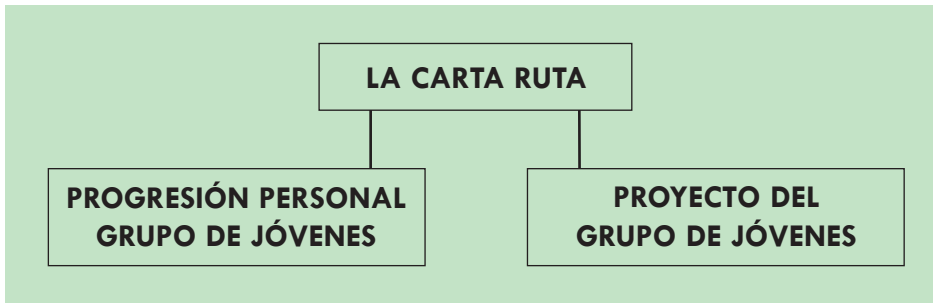 LA CARTA RUTA
PROGRESIÓN PERSONAL
GRUPO DE JÓVENES
PROYECTO DEL
GRUPO DE JÓVENES